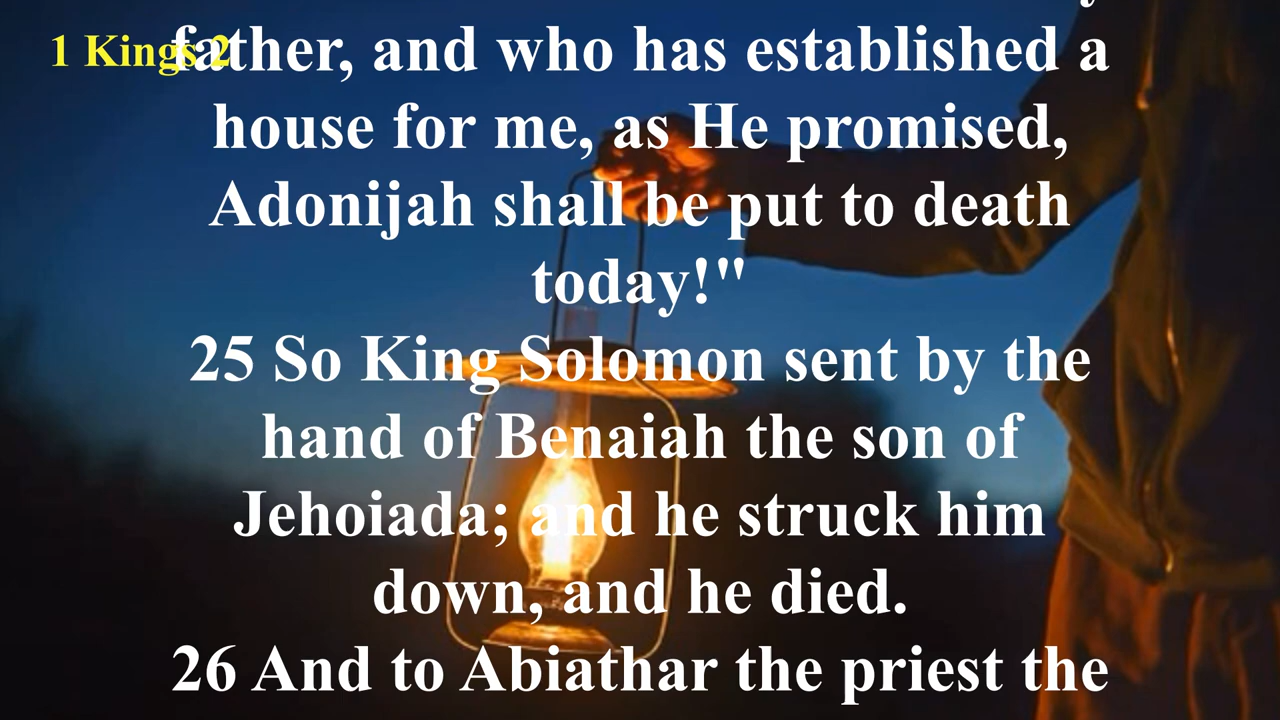 1 Kings 2
father, and who has established a
house for me, as He promised,
Adonijah shall be put to death
today!"
25 So King Solomon sent by the
hand of Benaiah the son of
Jehoiada; and he struck him
down, and he died.
26 And to Abiathar the priest the